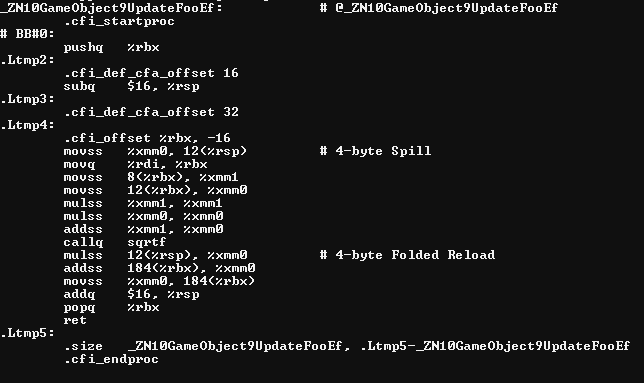 _ZN10GameObject9UpdateFooEf:            # @_ZN10GameObject9UpdateFooEf
        .cfi_startproc
# BB#0:
        pushq   %rbx
.Ltmp2:
        .cfi_def_cfa_offset 16
        subq    $16, %rsp
.Ltmp3:
        .cfi_def_cfa_offset 32
.Ltmp4:
        .cfi_offset %rbx, -16
        movss   %xmm0, 12(%rsp)         # 4-byte Spill
        movq    %rdi, %rbx
        movss   8(%rbx), %xmm1
        movss   12(%rbx), %xmm0
        mulss   %xmm1, %xmm1
        mulss   %xmm0, %xmm0
        addss   %xmm1, %xmm0
        callq   sqrtf
        mulss   12(%rsp), %xmm0         # 4-byte Folded Reload
        addss   184(%rbx), %xmm0
        movss   %xmm0, 184(%rbx)
        addq    $16, %rsp
        popq    %rbx
        ret
.Ltmp5:
        .size   _ZN10GameObject9UpdateFooEf, .Ltmp5-_ZN10GameObject9UpdateFooEf
        .cfi_endproc